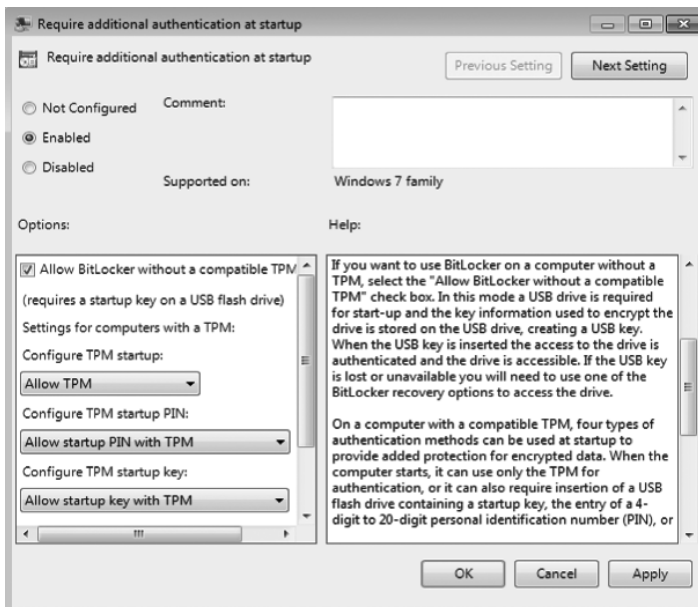 Require additional authentication at startup
Require additional authentication at startup
Previous Setting
Next Setting
Not Configured
Comment:
Enabled
Disabled
Supported on:
Windows 7 family
Options:
Help:
Allow BitLocker without a compatible TPM
(requires a startup key on a USB flash drive)
Settings for computers with a TPM:
Configure TPM startup:
Allow TPM
Configure TPM startup PIN:
Allow startup PIN with TPM
Configure TPM startup key:
Allow startup key with TPM
If you want to use BitLocker on a computer without a
TPM, select the "Allow BitLocker without a compatible
TPM" check box. In this mode a USB drive is required
for start-up and the key information used to encrypt the
drive is stored on the USB drive, creating a USB key.
When the USB key is inserted the access to the drive is
authenticated and the drive is accessible. If the USB key
is lost or unavailable you will need to use one of the
BitLocker recovery options to access the drive.
On a computer with a compatible TPM, four types of
authentication methods can be used at startup to
provide added protection for encrypted data. When the
computer starts, it can use only the TPM for
authentication, or it can also require insertion of a USB
flash drive containing a startup key, the entry of a 4-
digit to 20-digit personal identification number (PIN), or
OK
Cancel
Apply